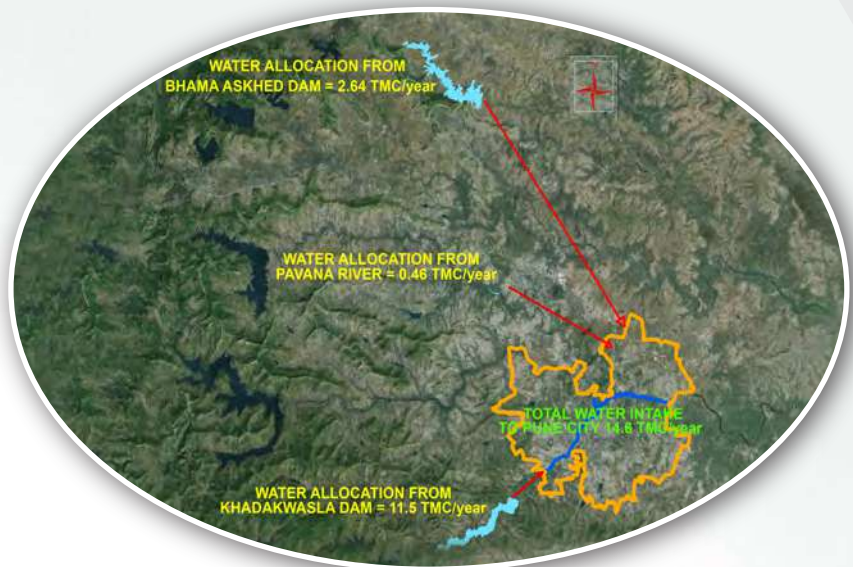 WATER ALLOCATION FROM
BHAMA ASKHED DAM = 2.64 TMC/year
WATER ALLOCATION FROM
PAVANA RIVER = 0.46 TMC/year
TOTAL WATER INTAKE
TO PUNE CITY 14.6 TMC/year
WATER ALLOCATION FROM
KHADAKWASLA DAM = 11.5 TMC/year